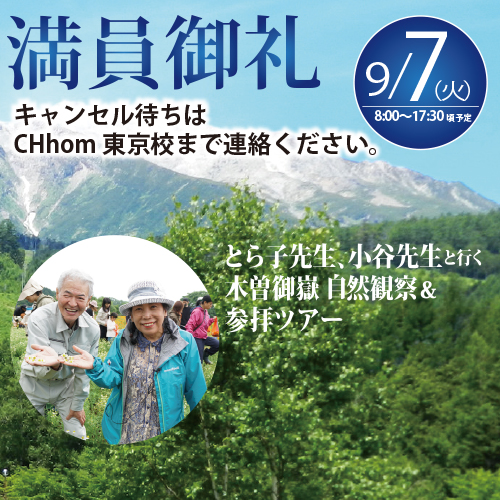 満員御礼
9/7(火)
8:00〜17:30頃予定
キャンセル待ちは
CHhom 東京校まで連絡ください。
とら子先生、小谷先生と行く
木曽御嶽 自然観察&
参拝ツアー